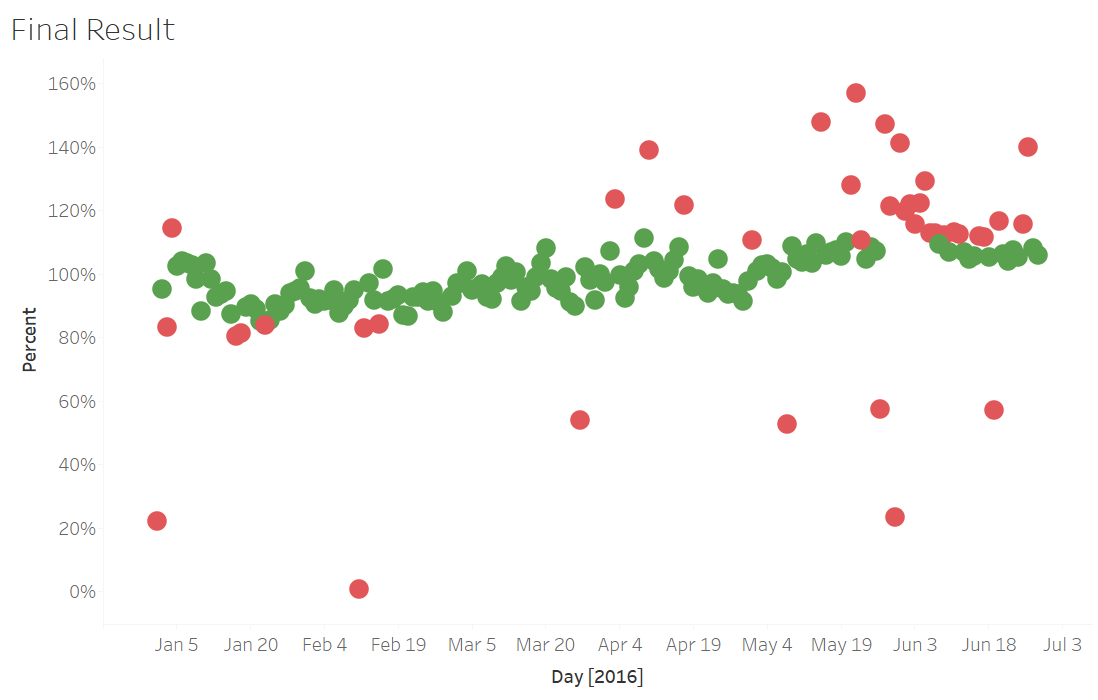 Final Result
160%
140%
120%
100%
80%
60%
40%
20%
0%
Percent
Jan 5 Jan 20 Feb 4 Feb 19 Mar 5 Mar 20 Apr 4 Apr 19 May 4 May 19 Jun 3 Jun 18 Jul 3
Day [2016]